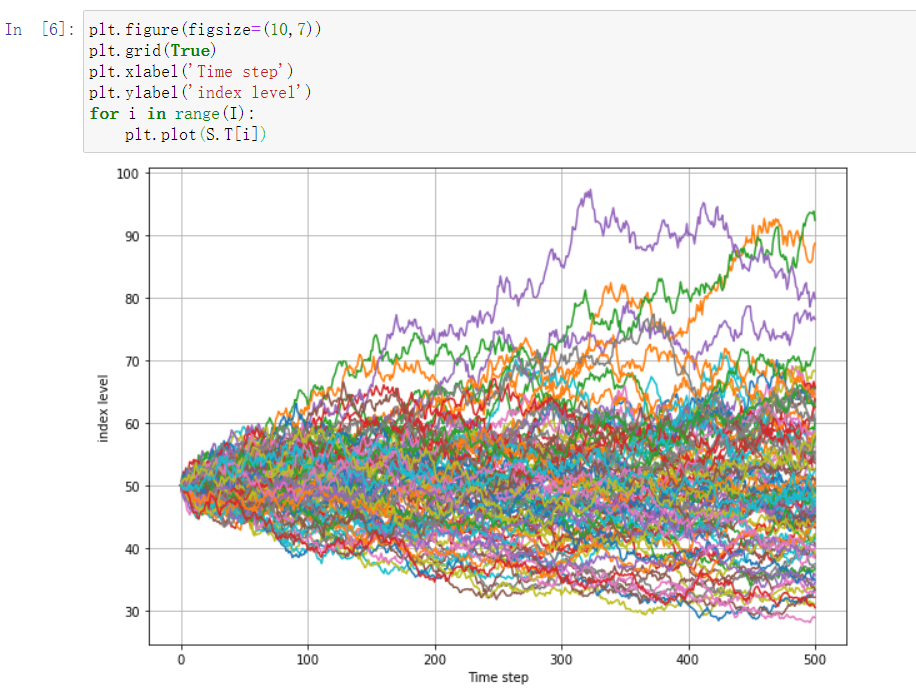 In [6]: plt.figure(figsize=(10,7))
plt.grid(True)
plt.xlabel('Time step')
plt.ylabel('index level')
for i in range(I):
    plt.plot(S.T[i])
100
90
80
70
60
50
40
30
index level
0 100 200 300 400 500
Time step